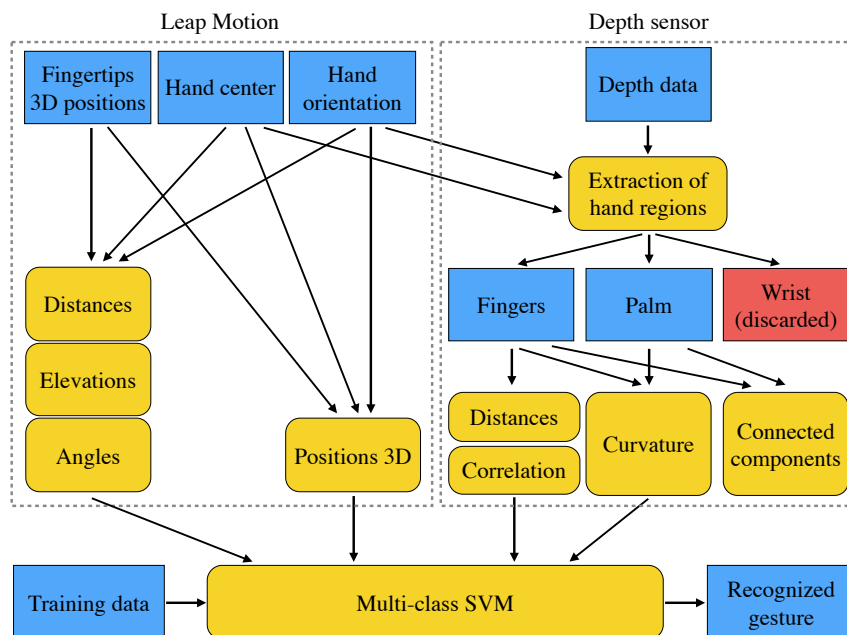 Leap Motion
Depth sensor
Fingertips
3D positions
Hand center
Hand
orientation
Depth data
Extraction of
hand regions
Distances
Elevations
Angles
Positions 3D
Fingers
Palm
Wrist
(discarded)
Distances
Correlation
Curvature
Connected
components
Training data
Multi-class SVM
Recognized
gesture